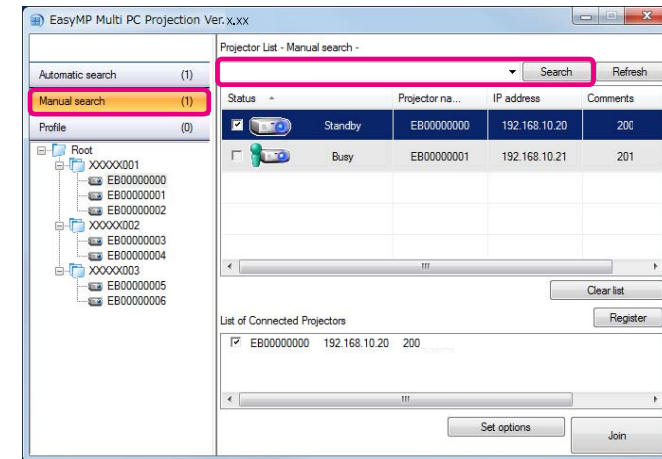 EasyMP Multi PC Projection Ver.x.xx
Projector List - Manual search -
Search Refresh
Automatic search (1)
Manual search (1)
Profile (0)
Root
XXXXX001
EB00000000
EB00000001
EB00000002
XXXXX002
EB00000003
EB00000004
XXXXX003
EB00000005
EB00000006
Status Projector na... IP address Comments
Standby EB00000000 192.168.10.20 200
Busy EB00000001 192.168.10.21 201
Clear list
List of Connected Projectors Register
EB00000000 192.168.10.20 200
Set options Join